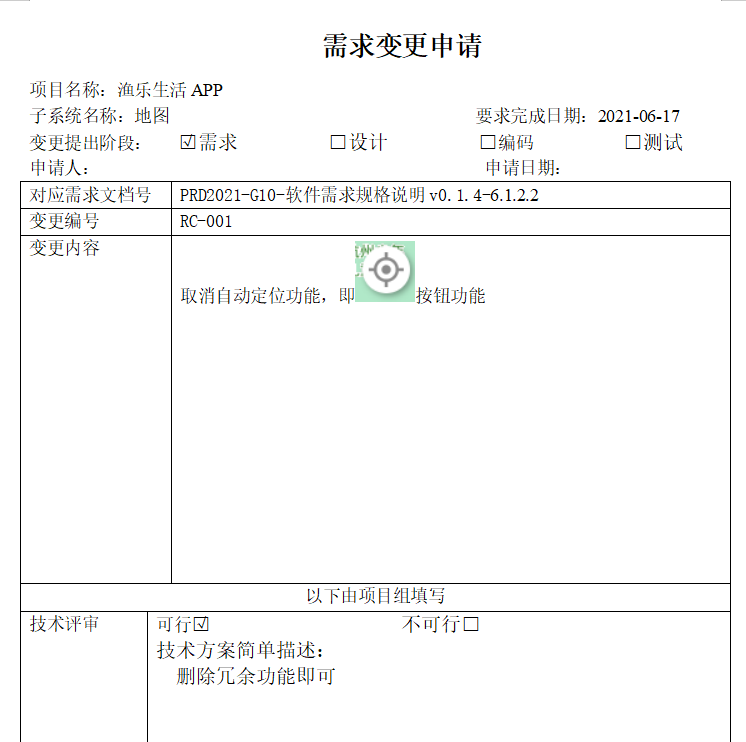 需求变更申请
项目名称：渔乐生活 APP
子系统名称：地图 要求完成日期：2021-06-17
变更提出阶段： ☑需求 □设计 □编码 □测试
申请人： 申请日期：
对应需求文档号 PRD2021-G10-软件需求规格说明 v0.1.4-6.1.2.2
变更编号 RC-001
变更内容
取消自动定位功能，即按钮功能
以下由项目组填写
技术评审 可行☑ 不可行□
技术方案简单描述：
删除冗余功能即可